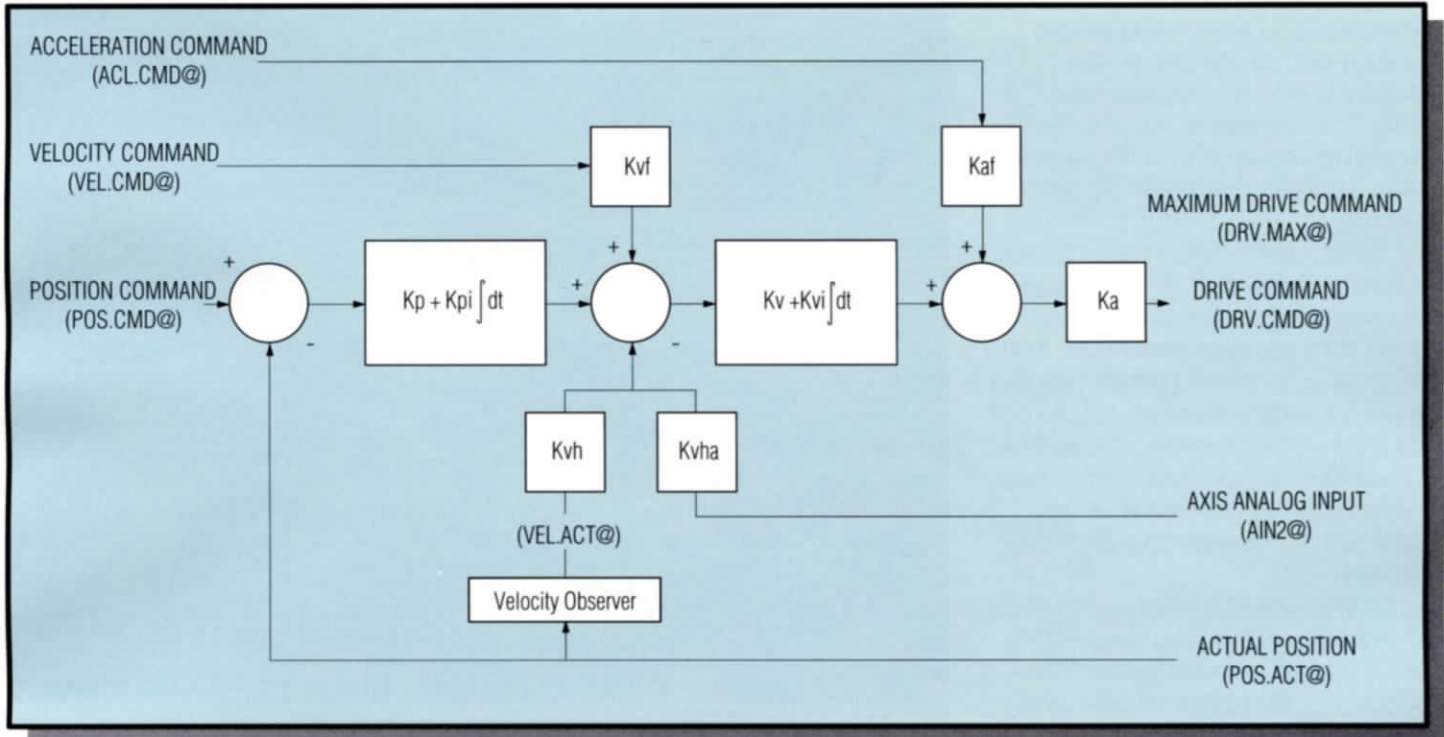 ACCELERATION COMMAND
(ACL.CMD@)
VELOCITY COMMAND
(VEL.CMD@)
Kvf
Kaf
MAXIMUM DRIVE COMMAND
(DRV.MAX@)
+
+
+
POSITION COMMAND
(POS.CMD@)
Kp + Kpi ∫dt
+
Kv +Kvi∫dt
+
Ka
DRIVE COMMAND
(DRV.CMD@)
-
-
Kvh
Kvha
(VEL.ACT@)
AXIS ANALOG INPUT
(AIN2@)
Velocity Observer
ACTUAL POSITION
(POS.ACT@)